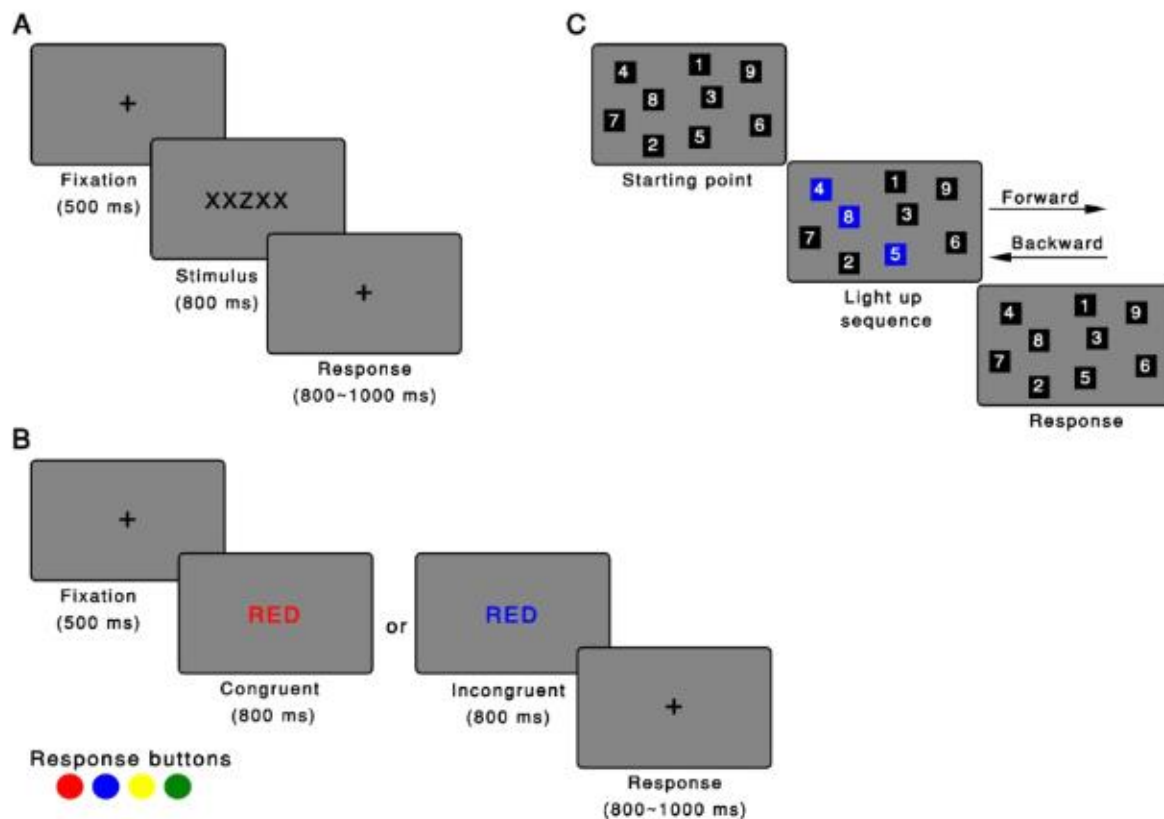 A
+
Fixation
(500 ms)
XXZXX
Stimulus
(800 ms)
+
Response
(800~1000 ms)
B
+
Fixation
(500 ms)
RED
Congruent
(800 ms)
or
RED
Incongruent
(800 ms)
+
Response
(800~1000 ms)
Response buttons
C
4 1 9
8 3
7 2 5 6
Starting point
4 1 9
8 3
7 2 5 6
Forward
Backward
Light up
sequence
4 1 9
8 3
7 2 5 6
Response